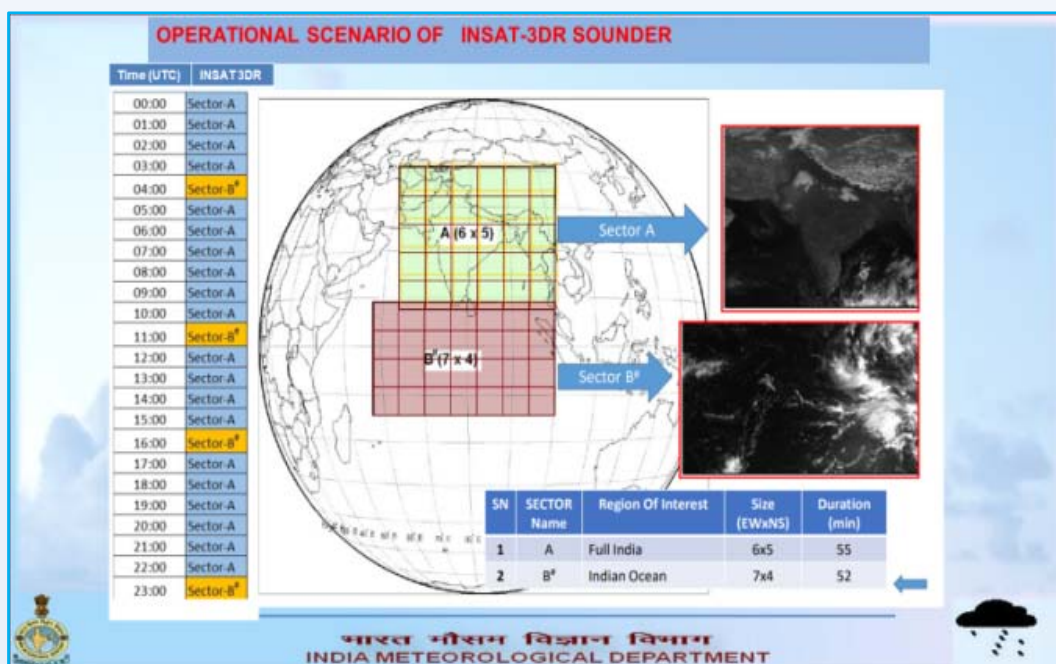 OPERATIONAL SCENARIO OF INSAT-3DR SOUNDER
Time (UTC) INSAT3DR
00:00 Sector-A
01:00 Sector-A
02:00 Sector-A
03:00 Sector-A
04:00 Sector-B#
05:00 Sector-A
06:00 Sector-A
07:00 Sector-A
08:00 Sector-A
09:00 Sector-A
10:00 Sector-A
11:00 Sector-B#
12:00 Sector-A
13:00 Sector-A
14:00 Sector-A
15:00 Sector-A
16:00 Sector-B#
17:00 Sector-A
18:00 Sector-A
19:00 Sector-A
20:00 Sector-A
21:00 Sector-A
22:00 Sector-A
23:00 Sector-B#
A (6 x 5)
Sector A
B#(7 x 4)
Sector B#
SN SECTOR Name Region Of Interest Size (EWxNS) Duration (min)
1 A Full India 6x5 55
2 B# Indian Ocean 7x4 52
भारत मौसम विज्ञान विभाग
INDIA METEOROLOGICAL DEPARTMENT